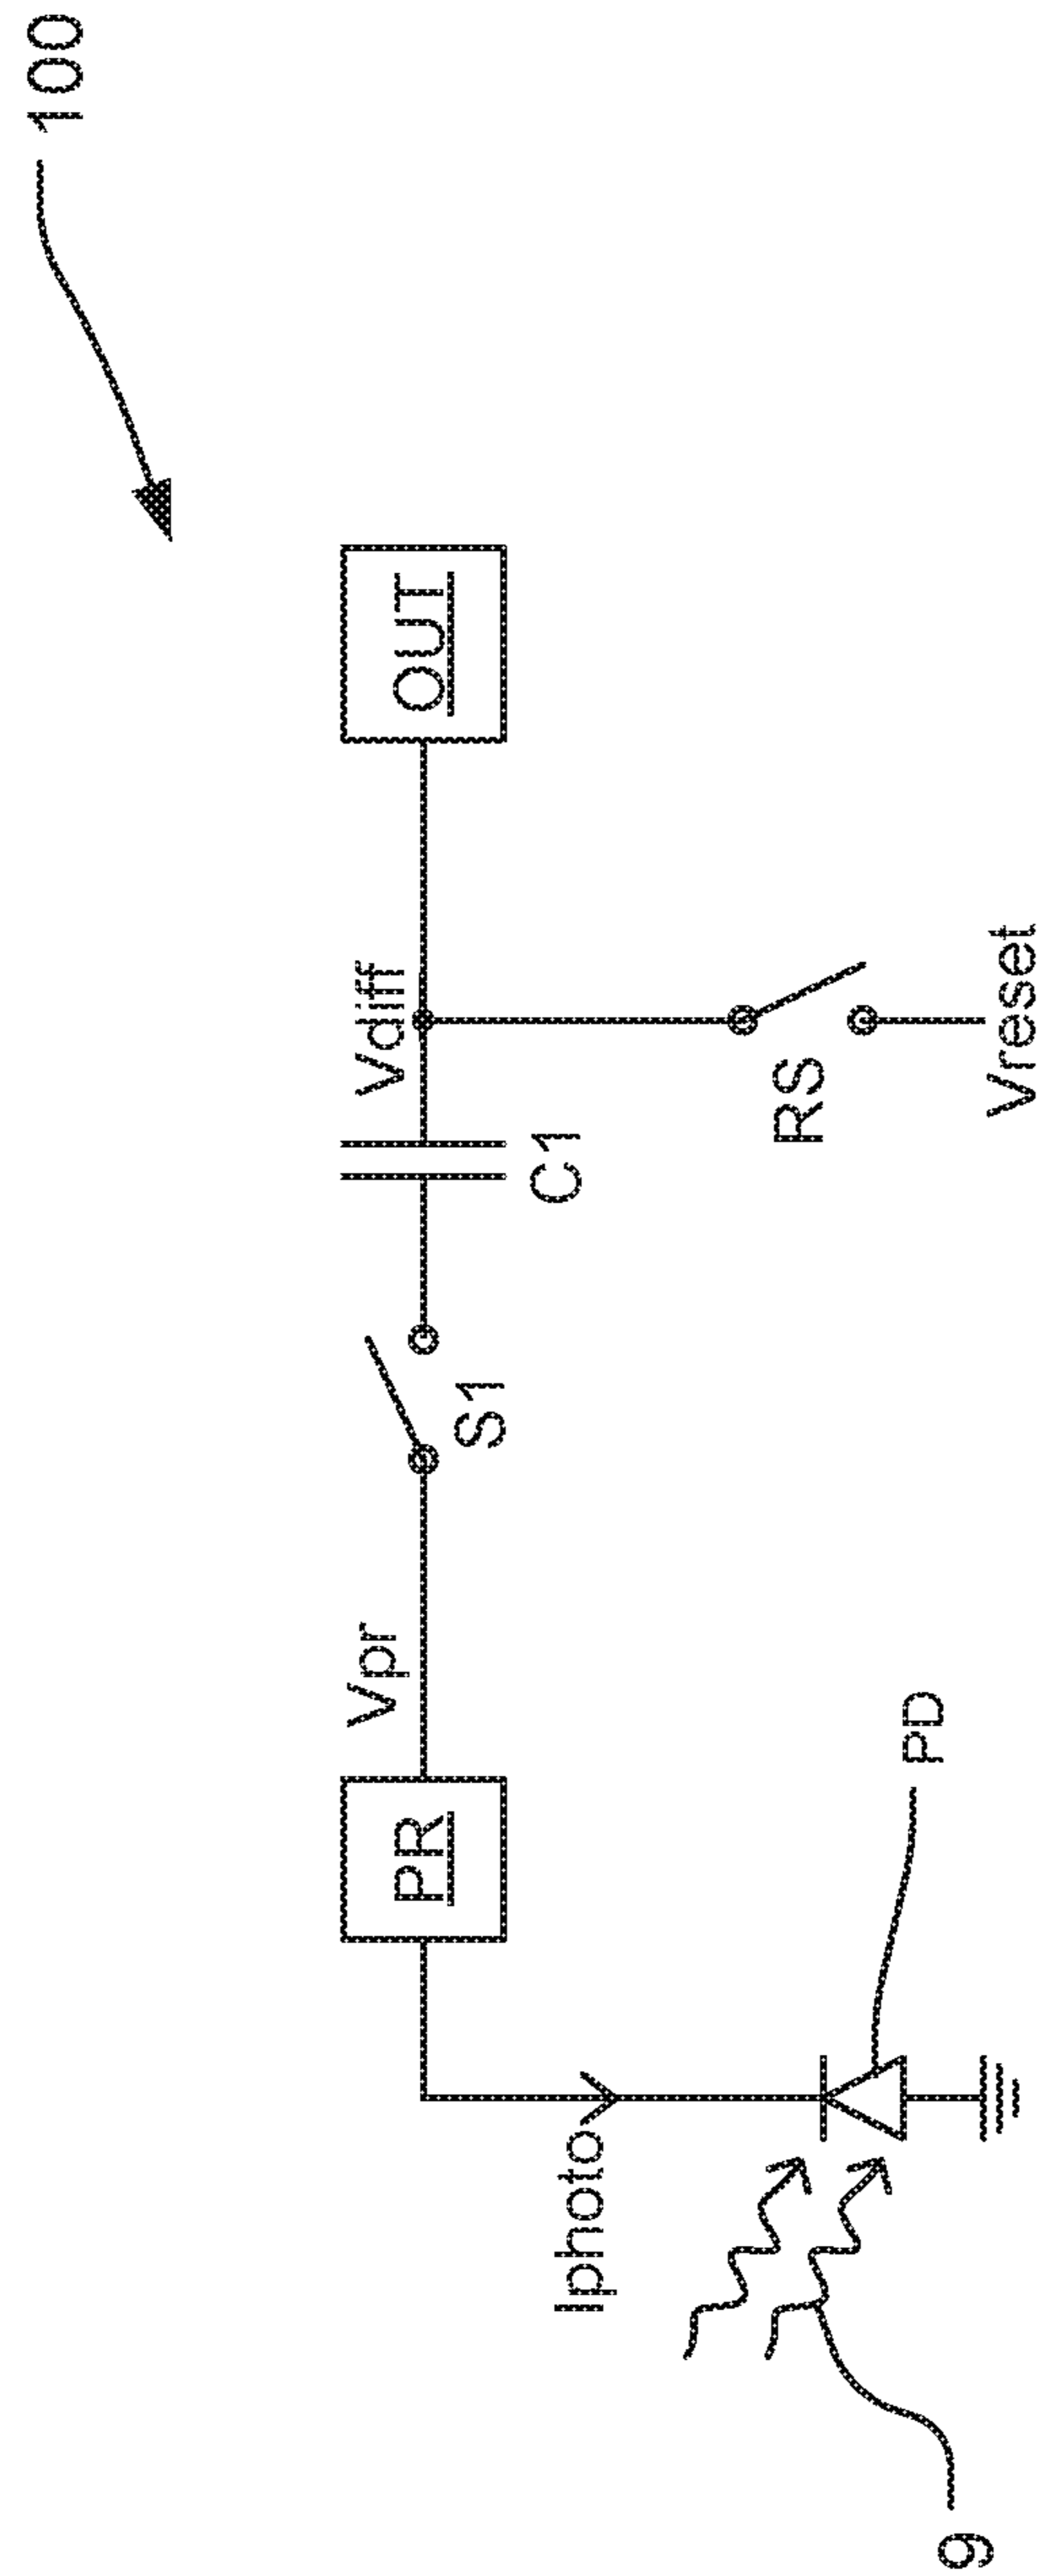 100
Vpr
Vdiff
PR
S1
C1
OUT
Iphoto
RS
PD
Vreset
9